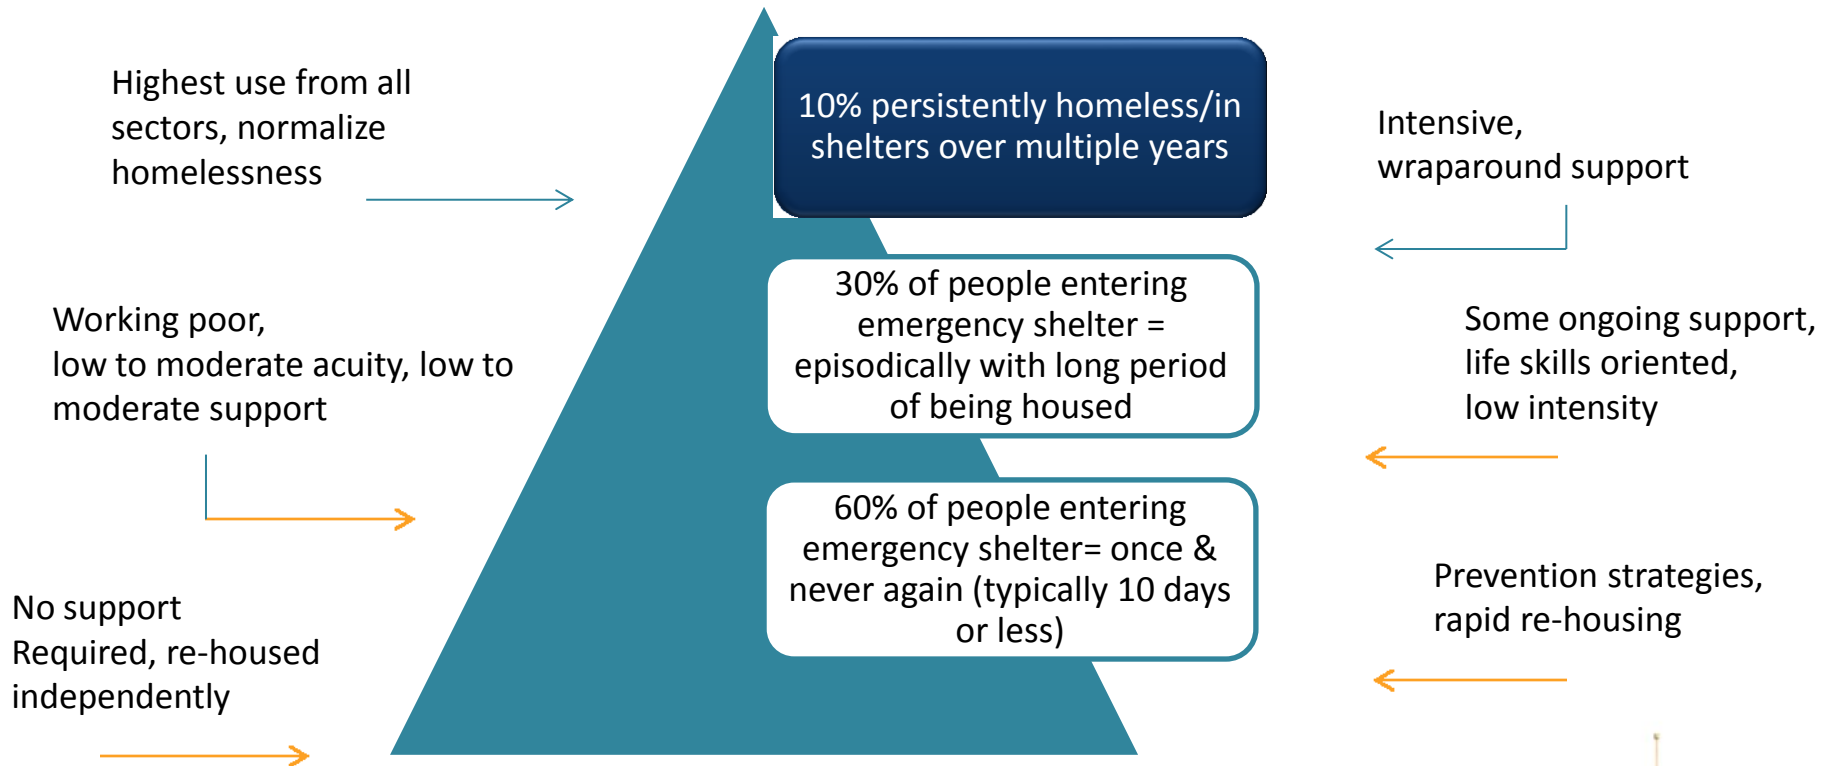 Highest use from all
sectors, normalize
homelessness
10% persistently homeless/in
shelters over multiple years
Intensive,
wraparound support
Working poor,
low to moderate acuity, low to
moderate support
30% of people entering
emergency shelter =
episodically with long period
of being housed
Some ongoing support,
life skills oriented,
low intensity
No support
Required, re-housed
independently
60% of people entering
emergency shelter= once &
never again (typically 10 days
or less)
Prevention strategies,
rapid re-housing